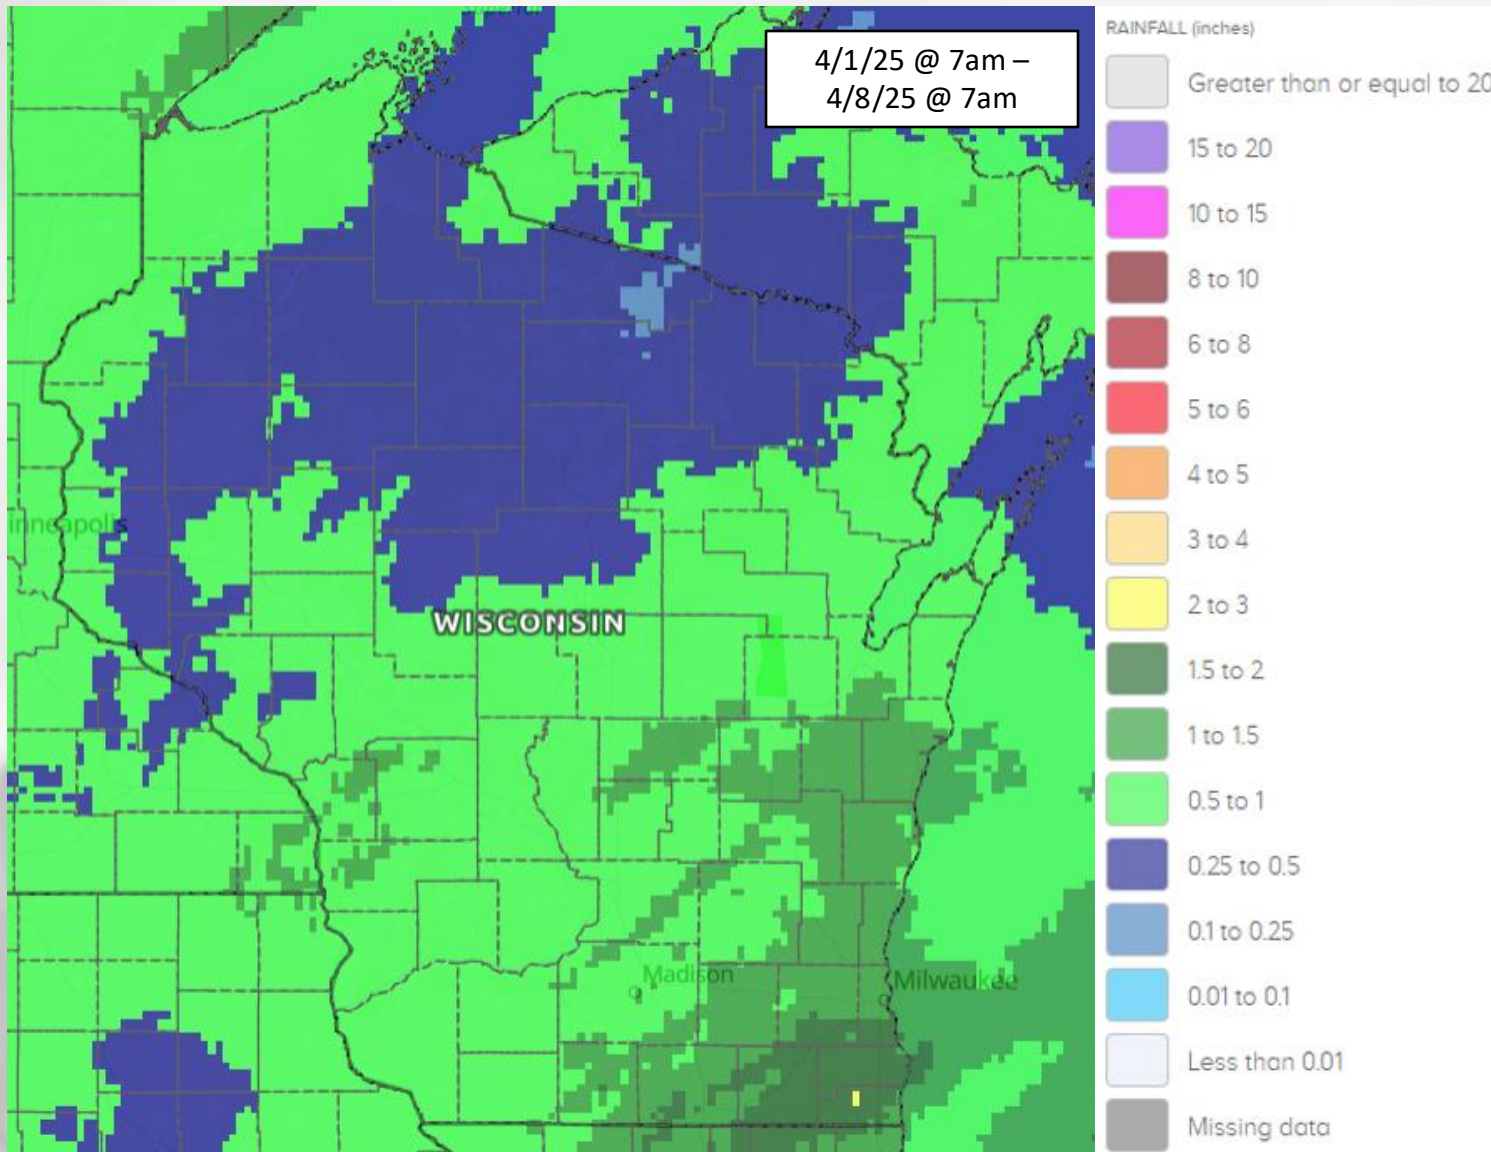 4/1/25 @ 7am –
4/8/25 @ 7am
RAINFALL (inches)
Greater than or equal to 20
15 to 20
10 to 15
8 to 10
6 to 8
5 to 6
4 to 5
3 to 4
2 to 3
1.5 to 2
1 to 1.5
0.5 to 1
0.25 to 0.5
0.1 to 0.25
0.01 to 0.1
Less than 0.01
Missing data
inneapolis
WISCONSIN
Madison
Milwaukee